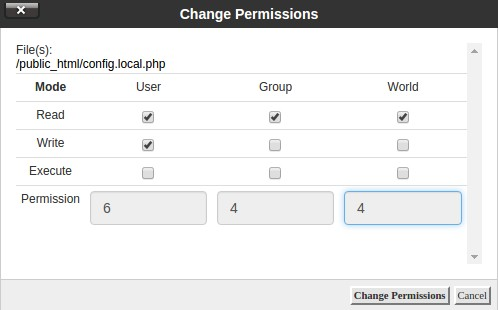 Change Permissions
File(s):
/public_html/config.local.php
Mode User Group World
Read
Write
Execute
Permission 6 4 4
Change Permissions Cancel